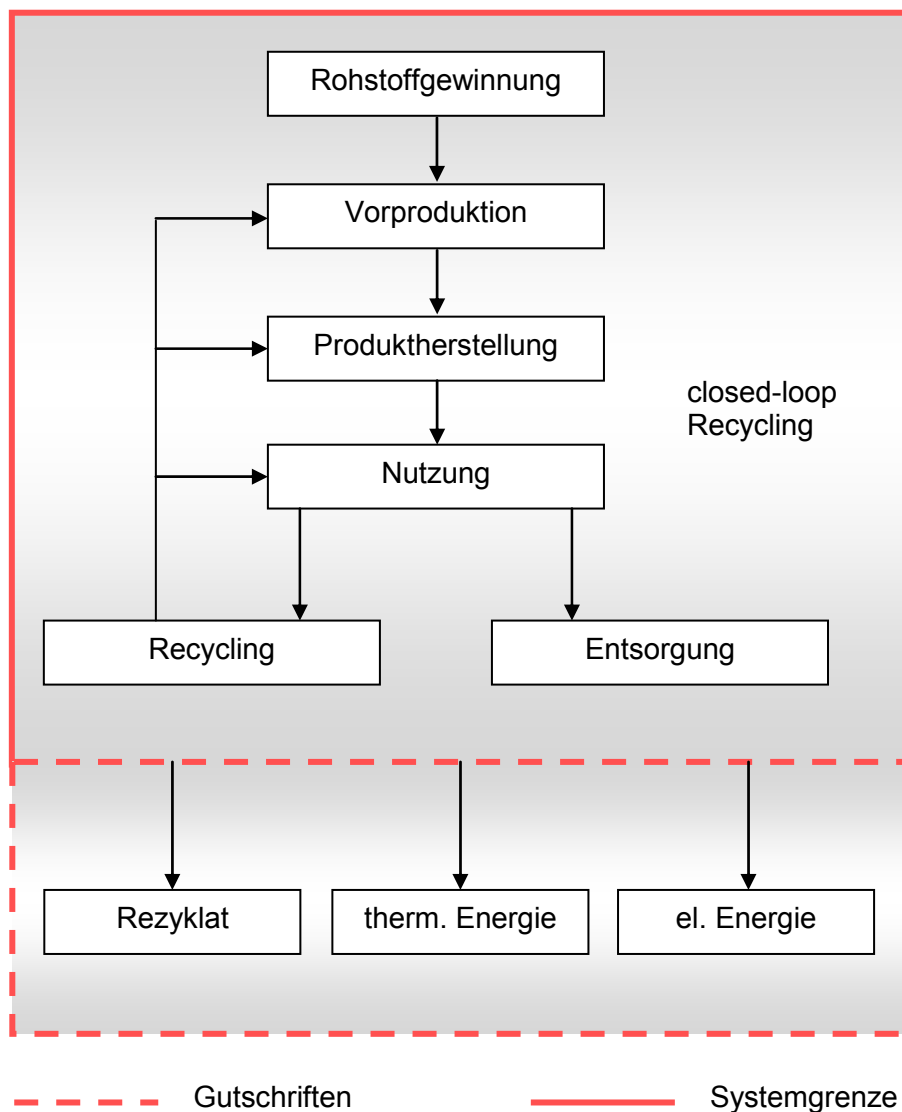 Rohstoffgewinnung
Vorproduktion
Produktherstellung
closed-loop
Recycling
Nutzung
Recycling
Entsorgung
Rezyklat
therm. Energie
el. Energie
Gutschriften
Systemgrenze